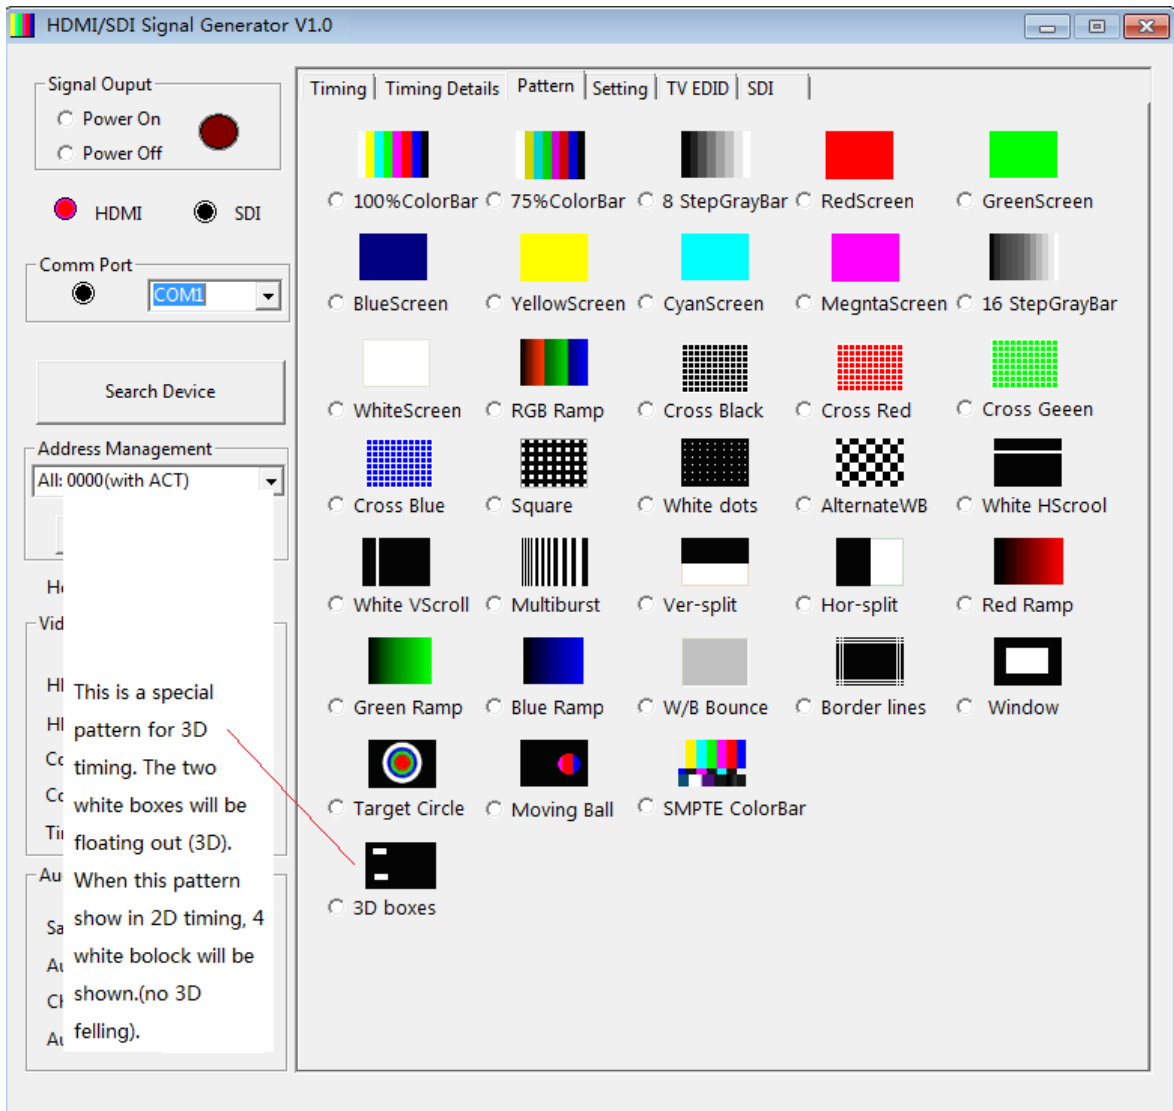 HDMI/SDI Signal Generator V1.0
Signal Ouput
Power On
Power Off
HDMI SDI
Comm Port
COM1
Search Device
Address Management
All: 0000(with ACT)
Timing Timing Details Pattern Setting TV EDID SDI
100%ColorBar 75%ColorBar 8 StepGrayBar RedScreen GreenScreen
BlueScreen YellowScreen CyanScreen MegntaScreen 16 StepGrayBar
WhiteScreen RGB Ramp Cross Black Cross Red Cross Geeen
Cross Blue Square White dots AlternateWB White HScrool
White VScroll Multiburst Ver-split Hor-split Red Ramp
Green Ramp Blue Ramp W/B Bounce Border lines Window
Target Circle Moving Ball SMPTE ColorBar
3D boxes
This is a special
pattern for 3D
timing. The two
white boxes will be
floating out (3D).
When this pattern
show in 2D timing, 4
white bolock will be
shown.(no 3D
felling).